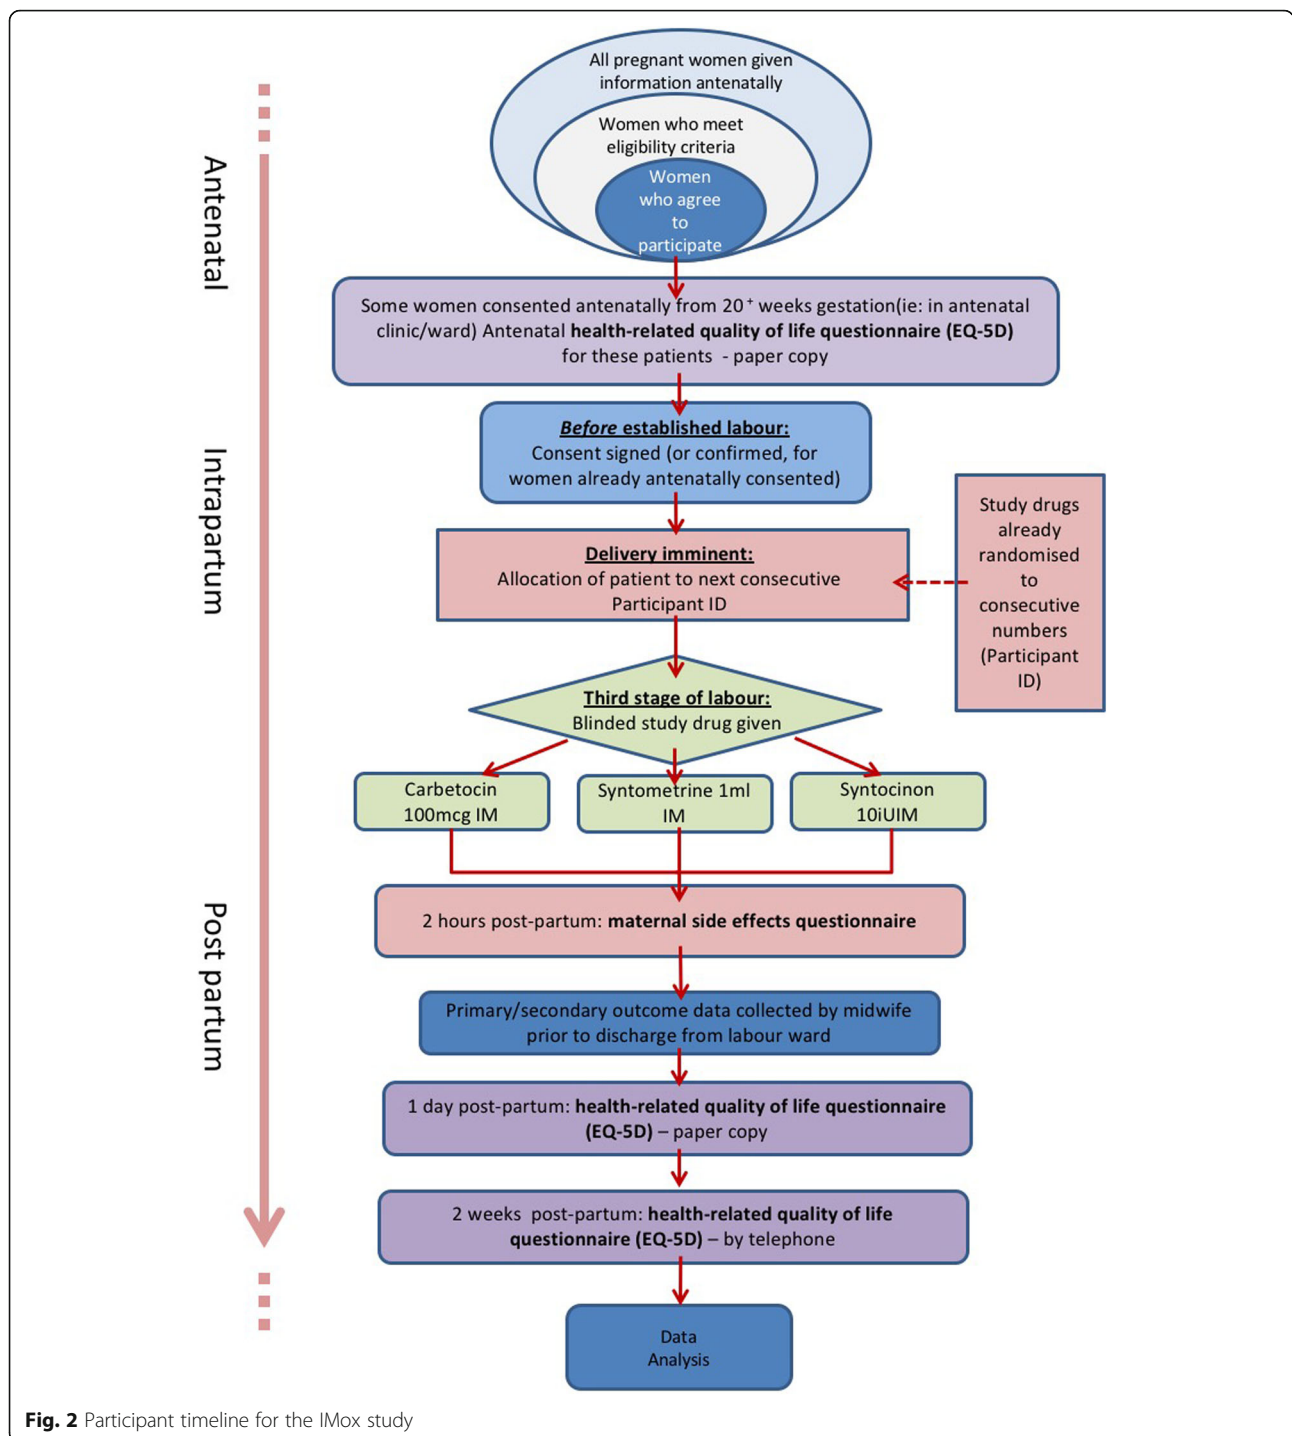 All pregnant women given
information antenatally
Women who meet
eligibility criteria
Women
who agree
to
participate
Antenatal
Some women consented antenatally from 20+ weeks gestation(ie: in antenatal
clinic/ward) Antenatal health-related quality of life questionnaire (EQ-5D)
for these patients - paper copy
Before established labour:
Consent signed (or confirmed, for
women already antenatally consented)
Intrapartum
Delivery imminent:
Allocation of patient to next consecutive
Participant ID
Study drugs
already
randomised
to
consecutive
numbers
(Participant
ID)
Third stage of labour:
Blinded study drug given
Carbetocin
100mcg IM
Syntometrine 1ml
IM
Syntocinon
10iUIM
Post partum
2 hours post-partum: maternal side effects questionnaire
Primary/secondary outcome data collected by midwife
prior to discharge from labour ward
1 day post-partum: health-related quality of life questionnaire
(EQ-5D) – paper copy
2 weeks post-partum: health-related quality of life
questionnaire (EQ-5D) – by telephone
Data
Analysis
Fig. 2 Participant timeline for the IMox study